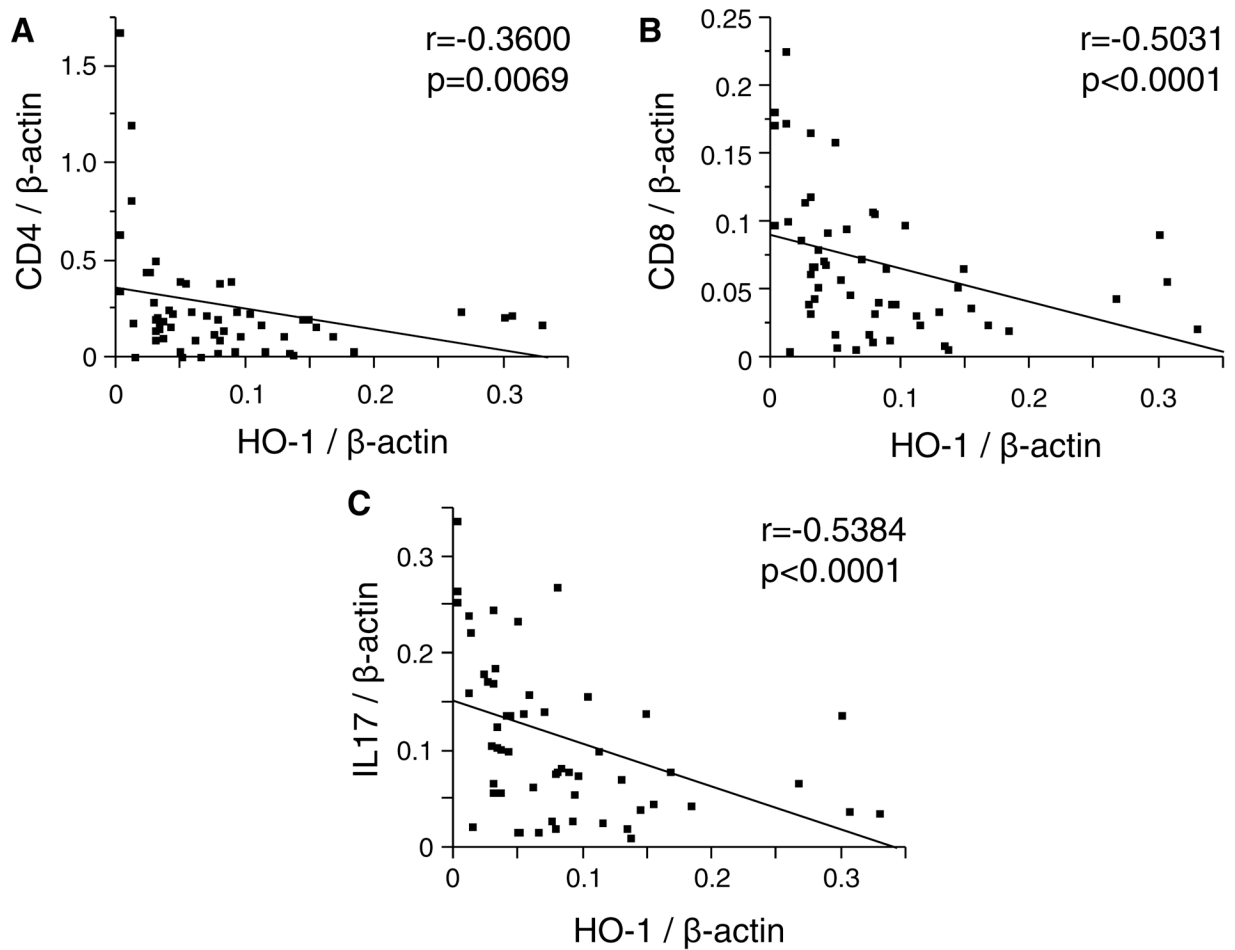 A
r=-0.3600
p=0.0069
CD4 / β-actin
1.5
1.0
0.5
0
0
0.1
0.2
0.3
HO-1 / β-actin
B
r=-0.5031
p<0.0001
CD8 / β-actin
0.25
0.2
0.15
0.1
0.05
0
0
0.1
0.2
0.3
HO-1 / β-actin
C
r=-0.5384
p<0.0001
IL17 / β-actin
0.3
0.2
0.1
0
0
0.1
0.2
0.3
HO-1 / β-actin